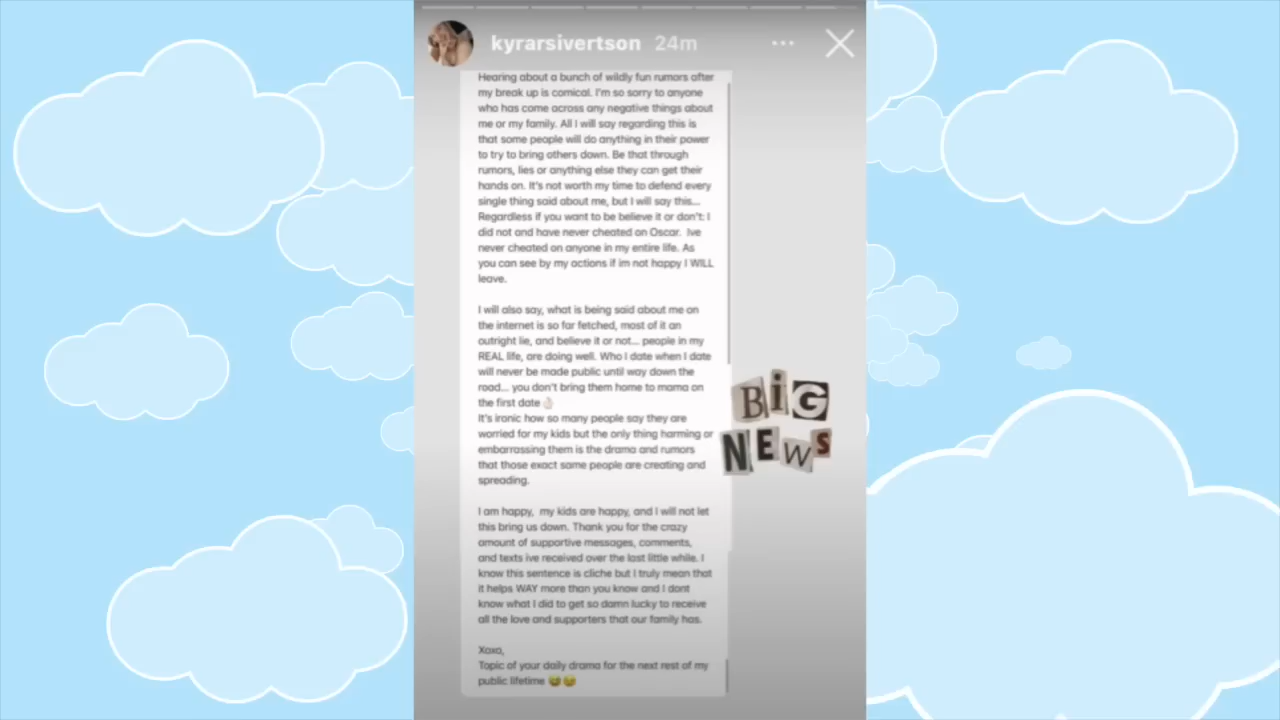 kyrarsivertson 24m
Hearing about a bunch of wildly fun rumors after
my break up is comical. I'm so sorry to anyone
who has come across any negative things about
me or my family. All I will say regarding this is
that some people will do anything in their power
to try to bring others down. Be that through
rumors, lies or anything else they can get their
hands on. It's not worth my time to defend every
single thing said about me, but I will say this...
Regardless if you want to be believe it or don't: I
did not and have never cheated on Oscar. Ive
never cheated on anyone in my entire life. As
you can see by my actions if im not happy I WILL
leave.
I will also say, what is being said about me on
the internet is so far fetched, most of it an
outright lie, and believe it or not... people in my
REAL life, are doing well. Who I date when I date
will never be made public until way down the
road... you don't bring them home to mama on
the first date 👌🏻
It's ironic how so many people say they are
worried for my kids but the only thing harming or
embarrassing them is the drama and rumors
that those exact same people are creating and
spreading.
I am happy, my kids are happy, and I will not let
this bring us down. Thank you for the crazy
amount of supportive messages, comments,
and texts ive received over the last little while. I
know this sentence is cliche but I truly mean that
it helps WAY more than you know and I dont
know what I did to get so damn lucky to receive
all the love and supporters that our family has.
Xoxo,
Topic of your daily drama for the next rest of my
public lifetime 😅😉
BiG
NEWS